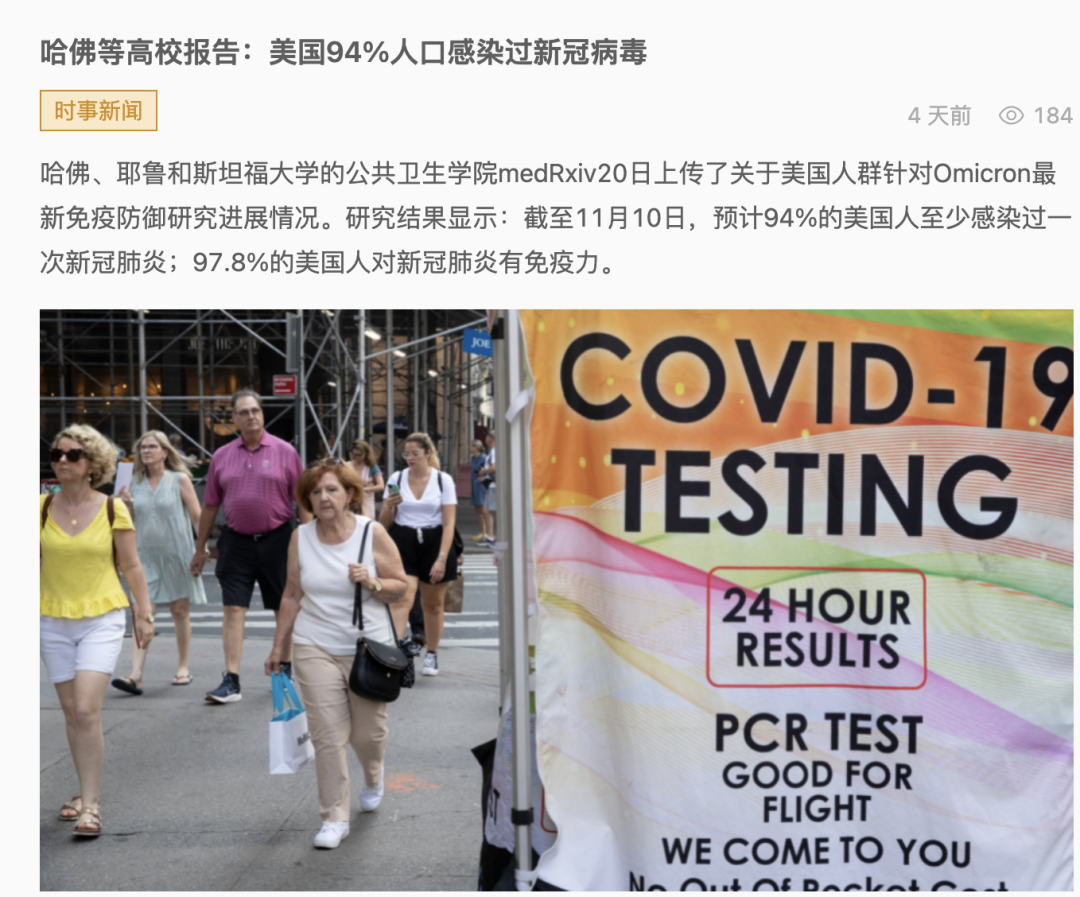 哈佛等高校报告：美国94%人口感染过新冠病毒
时事新闻
4 天前 184
哈佛、耶鲁和斯坦福大学的公共卫生学院medRxiv20日上传了关于美国人群针对Omicron最
新免疫防御研究进展情况。研究结果显示：截至11月10日，预计94%的美国人至少感染过一
次新冠肺炎；97.8%的美国人对新冠肺炎有免疫力。
JOE
COVID-19
TESTING
24 HOUR
RESULTS
PCR TEST
GOOD FOR
FLIGHT
WE COME TO YOU
No Out Of Pocket Cost